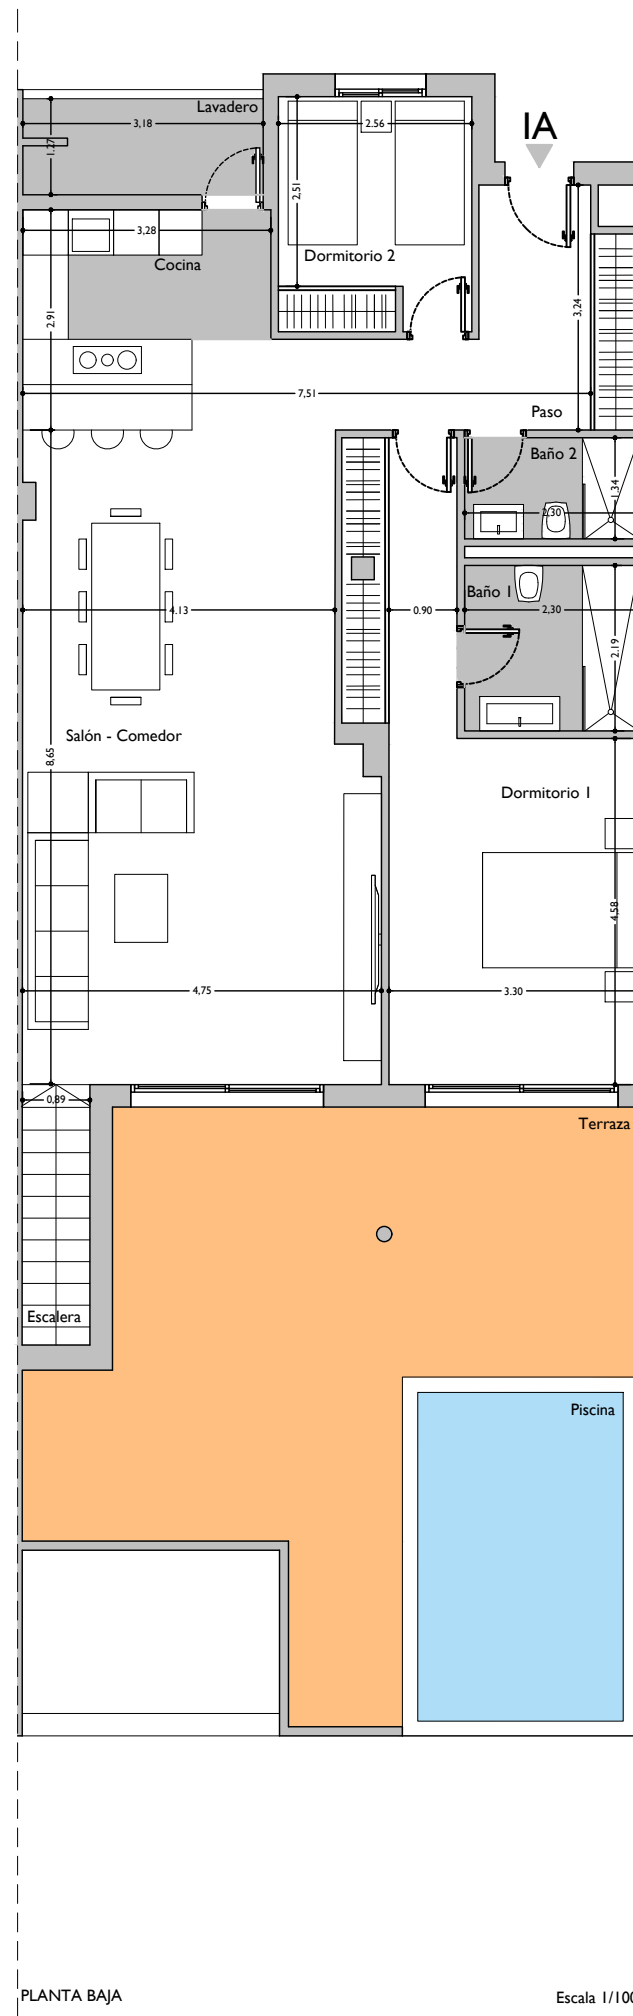 Lavadero
3,18
2.56
IA
1.27
2,51
3,28
Dormitorio 2
Cocina
3,24
2,91
7,51
Paso
Baño 2
1,34
2,30
Baño 1
4.13
0.90
2,30
2,19
Salón - Comedor
8,65
Dormitorio 1
4,58
4,75
3.30
0,89
Terraza
Escalera
Piscina
PLANTA BAJA
Escala 1/100